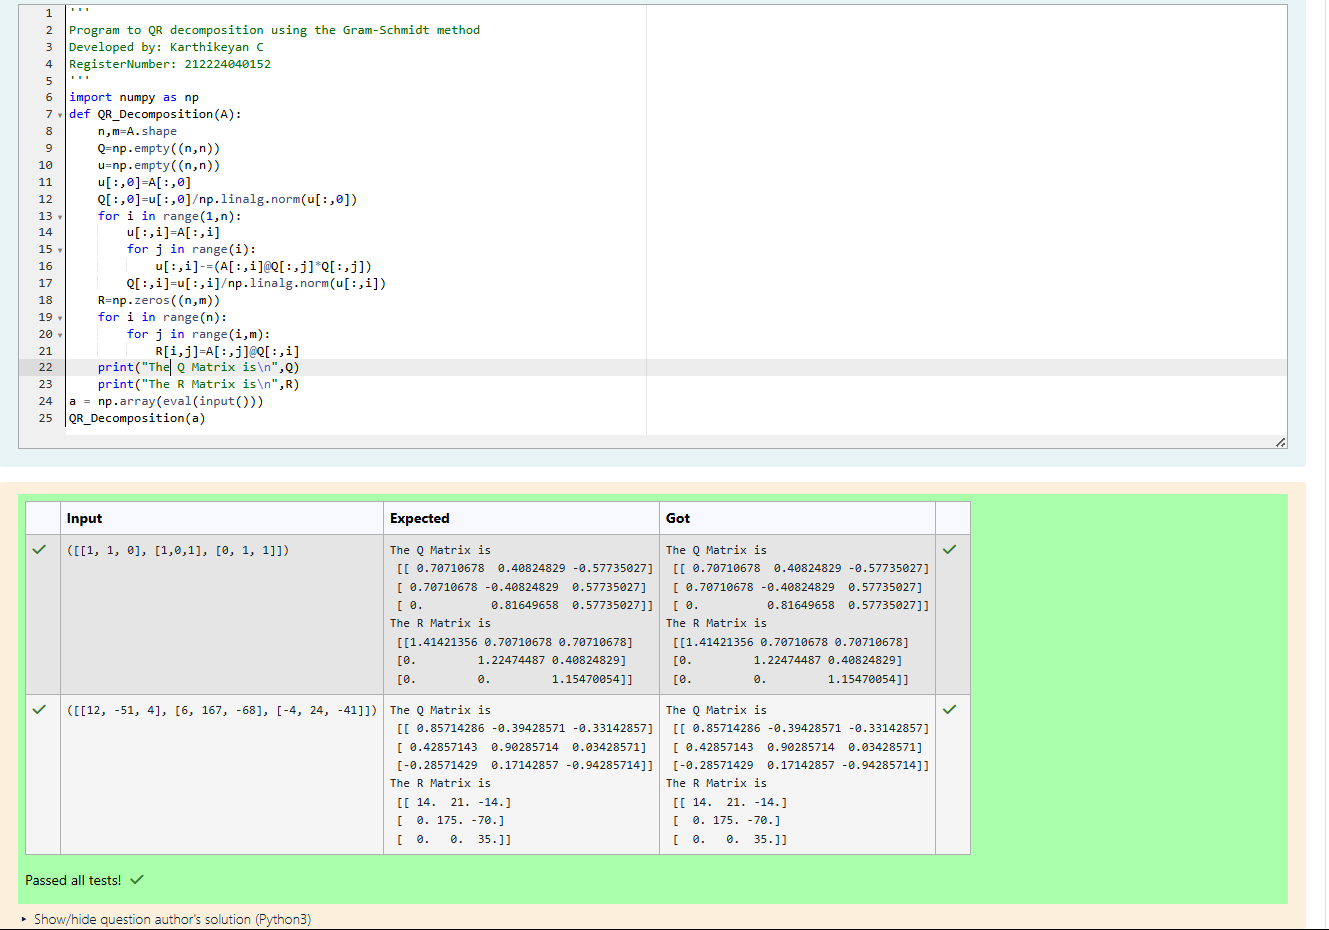 1 '''
2 Program to QR decomposition using the Gram-Schmidt method
3 Developed by: Karthikeyan C
4 RegisterNumber: 212224040152
5 '''
6 import numpy as np
7 def QR_Decomposition(A):
8     n,m=A.shape
9     Q=np.empty((n,n))
10     u=np.empty((n,n))
11     u[:,0]=A[:,0]
12     Q[:,0]=u[:,0]/np.linalg.norm(u[:,0])
13     for i in range(1,n):
14         u[:,i]=A[:,i]
15         for j in range(i):
16             u[:,i]-=(A[:,i]@Q[:,j]*Q[:,j])
17         Q[:,i]=u[:,i]/np.linalg.norm(u[:,i])
18     R=np.zeros((n,m))
19     for i in range(n):
20         for j in range(i,m):
21             R[i,j]=A[:,j]@Q[:,i]
22     print("The Q Matrix is\n",Q)
23     print("The R Matrix is\n",R)
24 a = np.array(eval(input()))
25 QR_Decomposition(a)
Input Expected Got
([[1, 1, 0], [1,0,1], [0, 1, 1]]) The Q Matrix is The Q Matrix is
[[ 0.70710678  0.40824829 -0.57735027] [[ 0.70710678  0.40824829 -0.57735027]
[ 0.70710678 -0.40824829  0.57735027] [ 0.70710678 -0.40824829  0.57735027]
[ 0.          0.81649658  0.57735027]] [ 0.          0.81649658  0.57735027]]
The R Matrix is The R Matrix is
[[1.41421356 0.70710678 0.70710678] [[1.41421356 0.70710678 0.70710678]
[0.         1.22474487 0.40824829] [0.         1.22474487 0.40824829]
[0.         0.         1.15470054]] [0.         0.         1.15470054]]
([[12, -51, 4], [6, 167, -68], [-4, 24, -41]]) The Q Matrix is The Q Matrix is
[[ 0.85714286 -0.39428571 -0.33142857] [[ 0.85714286 -0.39428571 -0.33142857]
[ 0.42857143  0.90285714  0.03428571] [ 0.42857143  0.90285714  0.03428571]
[-0.28571429  0.17142857 -0.94285714]] [-0.28571429  0.17142857 -0.94285714]]
The R Matrix is The R Matrix is
[[ 14.  21. -14.] [[ 14.  21. -14.]
[  0. 175. -70.] [  0. 175. -70.]
[  0.   0.  35.]] [  0.   0.  35.]]
Passed all tests!
Show/hide question author's solution (Python3)